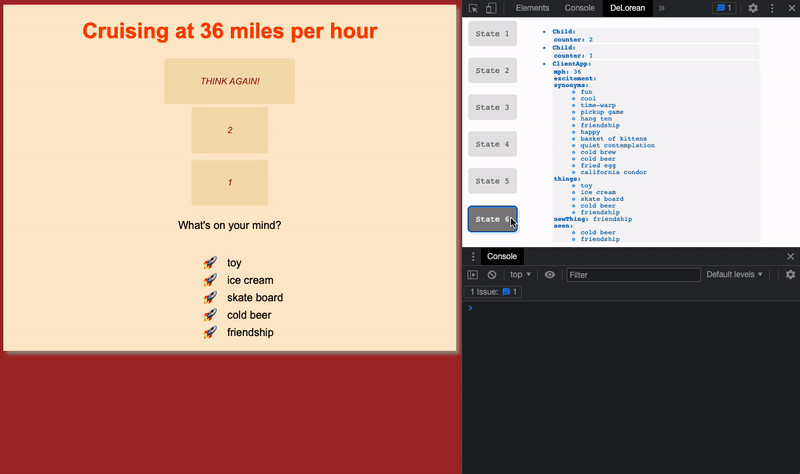 Cruising at 36 miles per hour
THINK AGAIN!
2
1
What's on your mind?
🚀 toy
🚀 ice cream
🚀 skate board
🚀 cold beer
🚀 friendship
Elements Console DeLorean » 1
State 1
State 2
State 3
State 4
State 5
State 6
Child:
counter: 2
Child:
counter: 1
ClientApp:
mph: 36
excitement:
synonyms:
fun
cool
time-warp
pickup game
hang ten
friendship
happy
basket of kittens
quiet contemplation
cold brew
cold beer
fried egg
california condor
things:
toy
ice cream
skate board
cold beer
friendship
newThing: friendship
seen:
cold beer
friendship
Console
top ▼ Filter Default levels ▼
1 Issue: 1
>